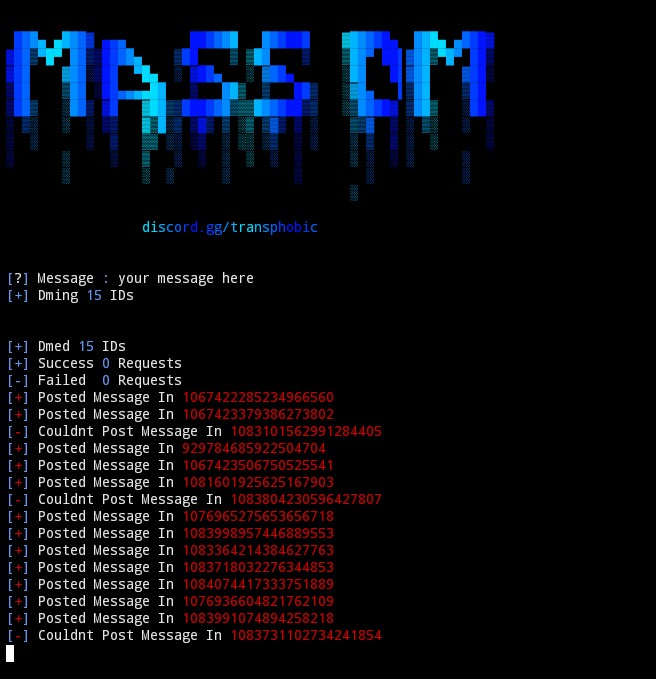 MASS DM
discord.gg/transphobic
[?] Message : your message here
[+] Dming 15 IDs
[+] Dmed 15 IDs
[+] Success 0 Requests
[-] Failed  0 Requests
[+] Posted Message In 1067422285234966560
[+] Posted Message In 1067423379386273802
[-] Couldnt Post Message In 1083101562991284405
[+] Posted Message In 929784685922504704
[+] Posted Message In 1067423506750525541
[+] Posted Message In 1081601925625167903
[-] Couldnt Post Message In 1083804230596427807
[+] Posted Message In 1076965275653656718
[+] Posted Message In 1083998957446889553
[+] Posted Message In 1083364214384627763
[+] Posted Message In 1083718032276344853
[+] Posted Message In 1084074417333751889
[+] Posted Message In 1076936604821762109
[+] Posted Message In 1083991074894258218
[-] Couldnt Post Message In 1083731102734241854